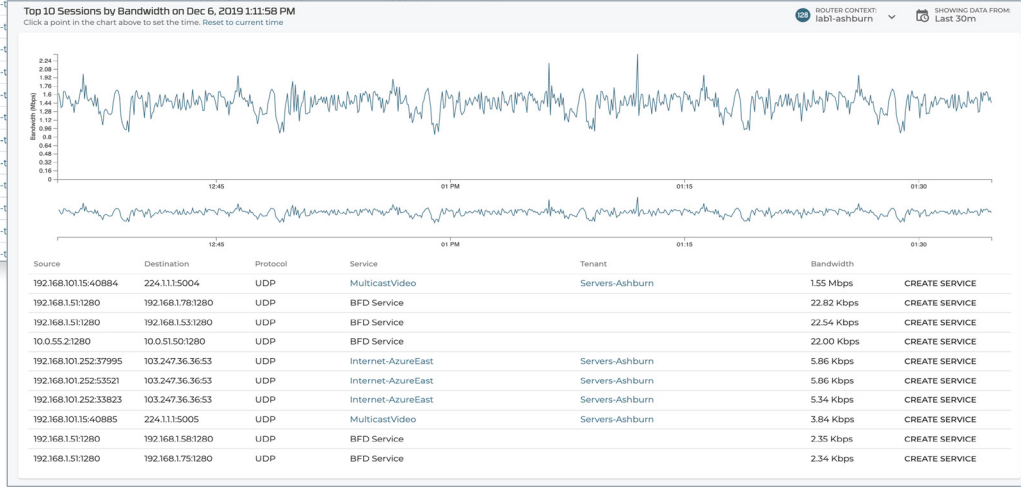 Top 10 Sessions by Bandwidth on Dec 6, 2019 1:11:58 PM
Click a point in the chart above to set the time. Reset to current time
128
ROUTER CONTEXT:
lab1-ashburn
SHOWING DATA FROM:
Last 30m
Bandwidth (Mbps)
2.24
2.08
1.92
1.76
1.6
1.44
1.28
1.12
0.96
0.8
0.64
0.48
0.32
0.16
0
12:45 01 PM 01:15 01:30
12:45 01 PM 01:15 01:30
Source Destination Protocol Service Tenant Bandwidth
192.168.101.15:40884 224.1.1.1:5004 UDP MulticastVideo Servers-Ashburn 1.55 Mbps CREATE SERVICE
192.168.1.51:1280 192.168.1.78:1280 UDP BFD Service 22.82 Kbps CREATE SERVICE
192.168.1.51:1280 192.168.1.53:1280 UDP BFD Service 22.54 Kbps CREATE SERVICE
10.0.55.2:1280 10.0.51.50:1280 UDP BFD Service 22.00 Kbps CREATE SERVICE
192.168.101.252:37995 103.247.36.36:53 UDP Internet-AzureEast Servers-Ashburn 5.86 Kbps CREATE SERVICE
192.168.101.252:53521 103.247.36.36:53 UDP Internet-AzureEast Servers-Ashburn 5.86 Kbps CREATE SERVICE
192.168.101.252:33823 103.247.36.36:53 UDP Internet-AzureEast Servers-Ashburn 5.34 Kbps CREATE SERVICE
192.168.101.15:40885 224.1.1.1:5005 UDP MulticastVideo Servers-Ashburn 3.84 Kbps CREATE SERVICE
192.168.1.51:1280 192.168.1.58:1280 UDP BFD Service 2.35 Kbps CREATE SERVICE
192.168.1.51:1280 192.168.1.75:1280 UDP BFD Service 2.34 Kbps CREATE SERVICE